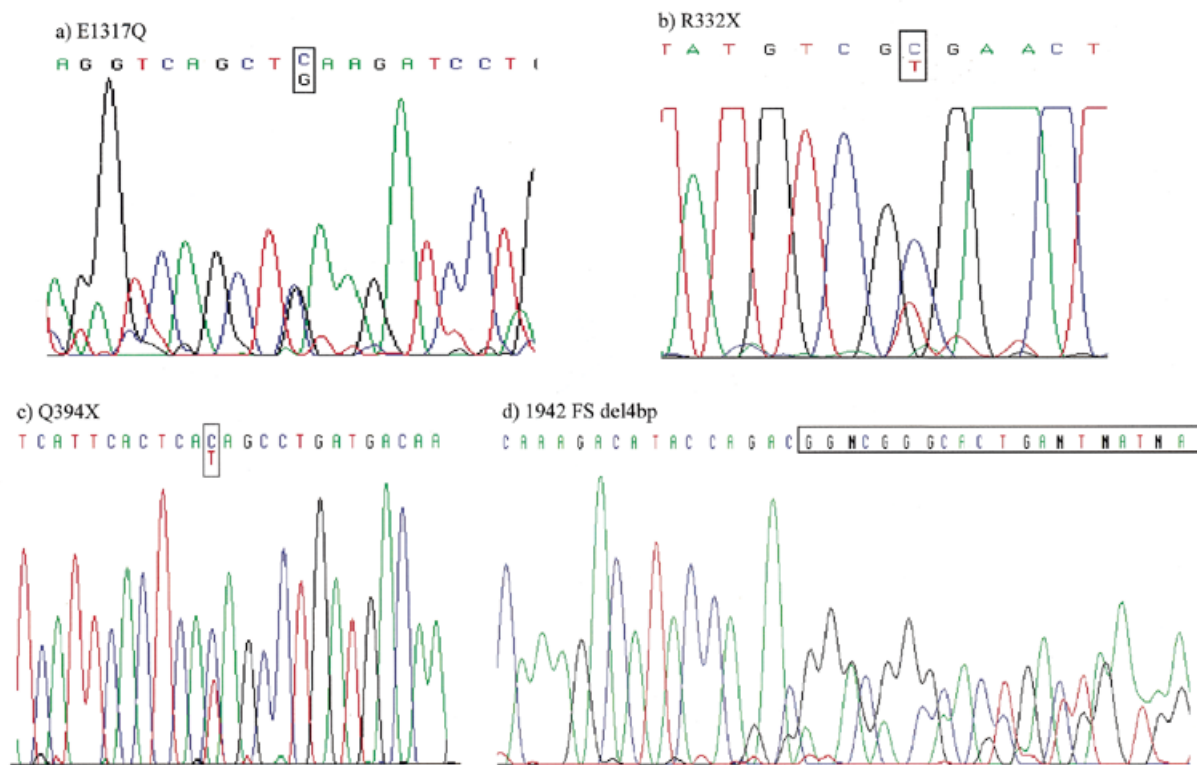 a) E1317Q
A G G T C A G C T C A A G A T C C T (
G
b) R332X
T A T G T C G C G A A C T
T
c) Q394X
T C A T T C A C T C A C A G C C T G A T G A C A A
T
d) 1942 FS del4bp
C A A A G A C A T A C C A G A C G G N C G G G C A C T G A N T N A T N A